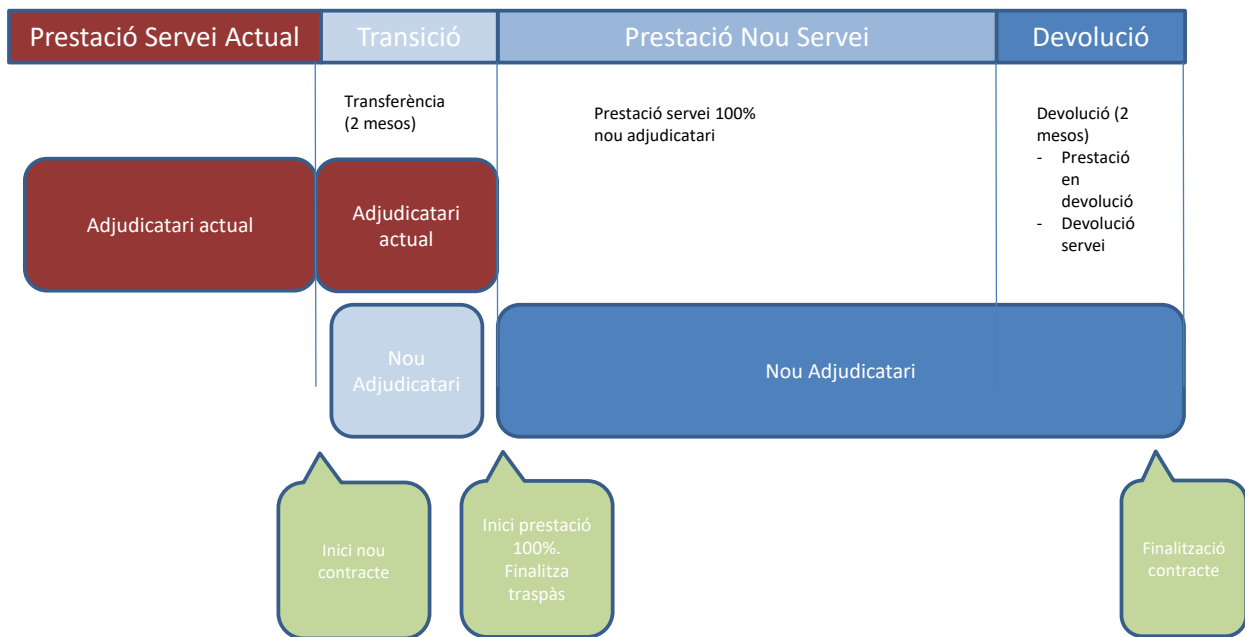 Prestació Servei Actual
Transició
Prestació Nou Servei
Devolució
Transferència
(2 mesos)
Prestació servei 100%
nou adjudicatari
Devolució (2
mesos)
- Prestació
en
devolució
- Devolució
servei
Adjudicatari actual
Adjudicatari
actual
Nou
Adjudicatari
Nou Adjudicatari
Inici nou
contracte
Inici prestació
100%.
Finalitza
traspàs
Finalització
contracte